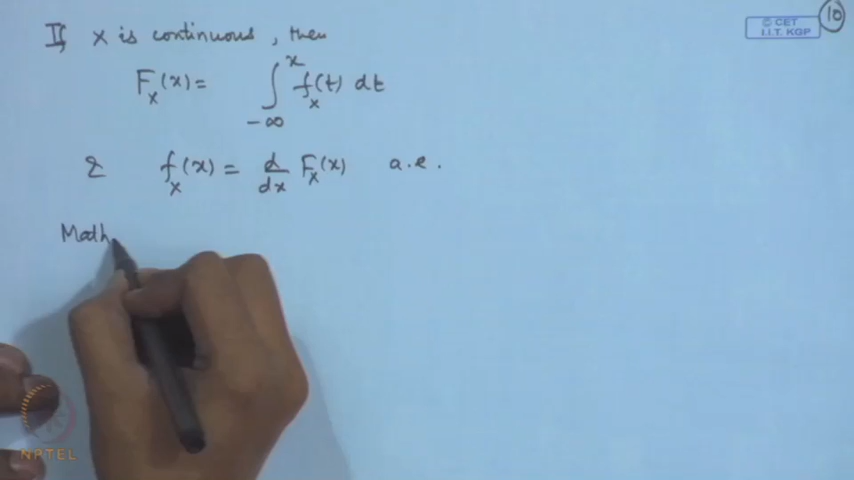 If X is continuous, then
F_X(x) = ∫_{-∞}^{x} f_X(t) dt
& f_X(x) = d/dx F_X(x) a.e.
Math
© CET
I.I.T. KGP
10
NPTEL